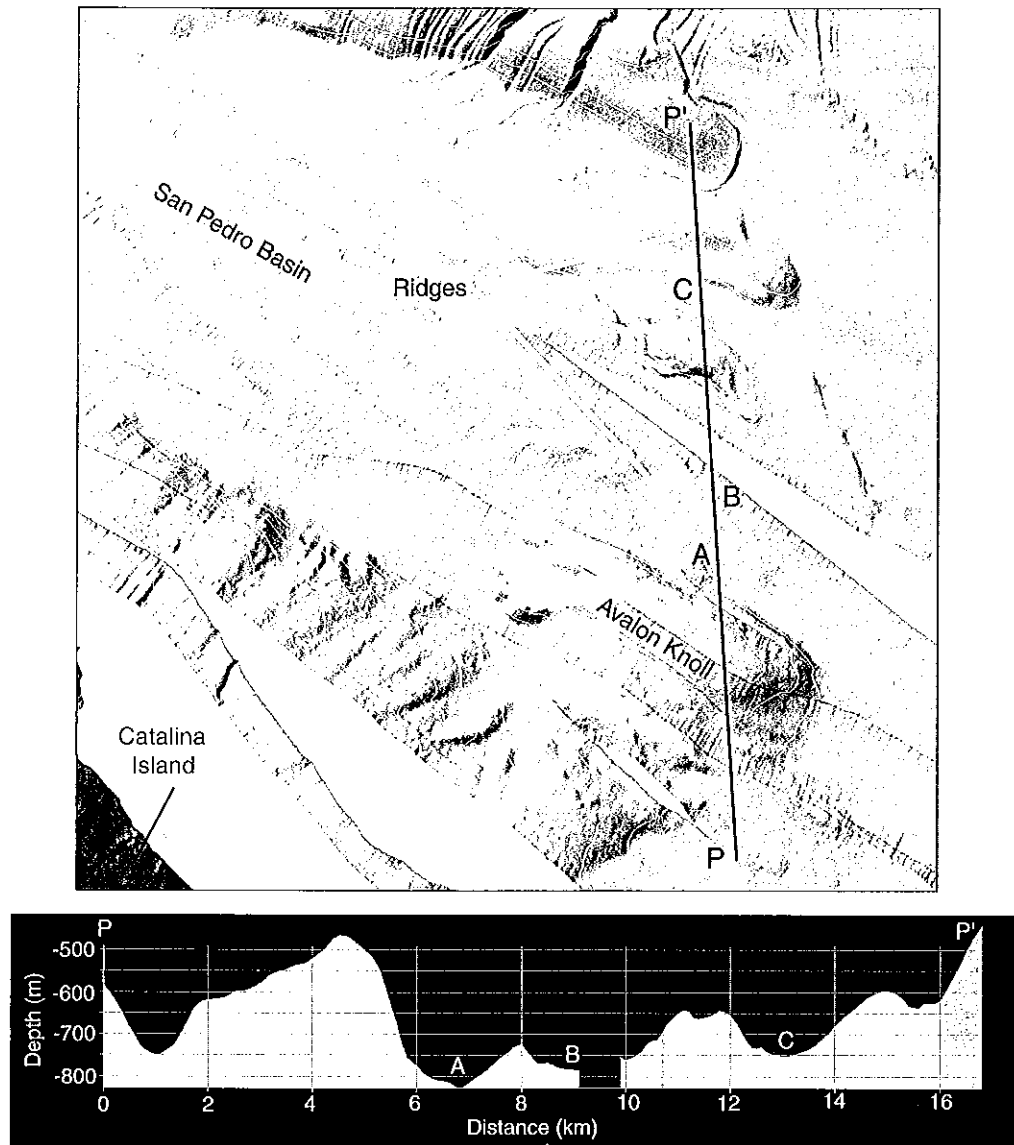 P'
San Pedro Basin
Ridges
C
B
A
Avalon Knoll
Catalina
Island
P
P
P'
-500
-600
-700
-800
Depth (m)
A
B
C
0
2
4
6
8
10
12
14
16
Distance (km)